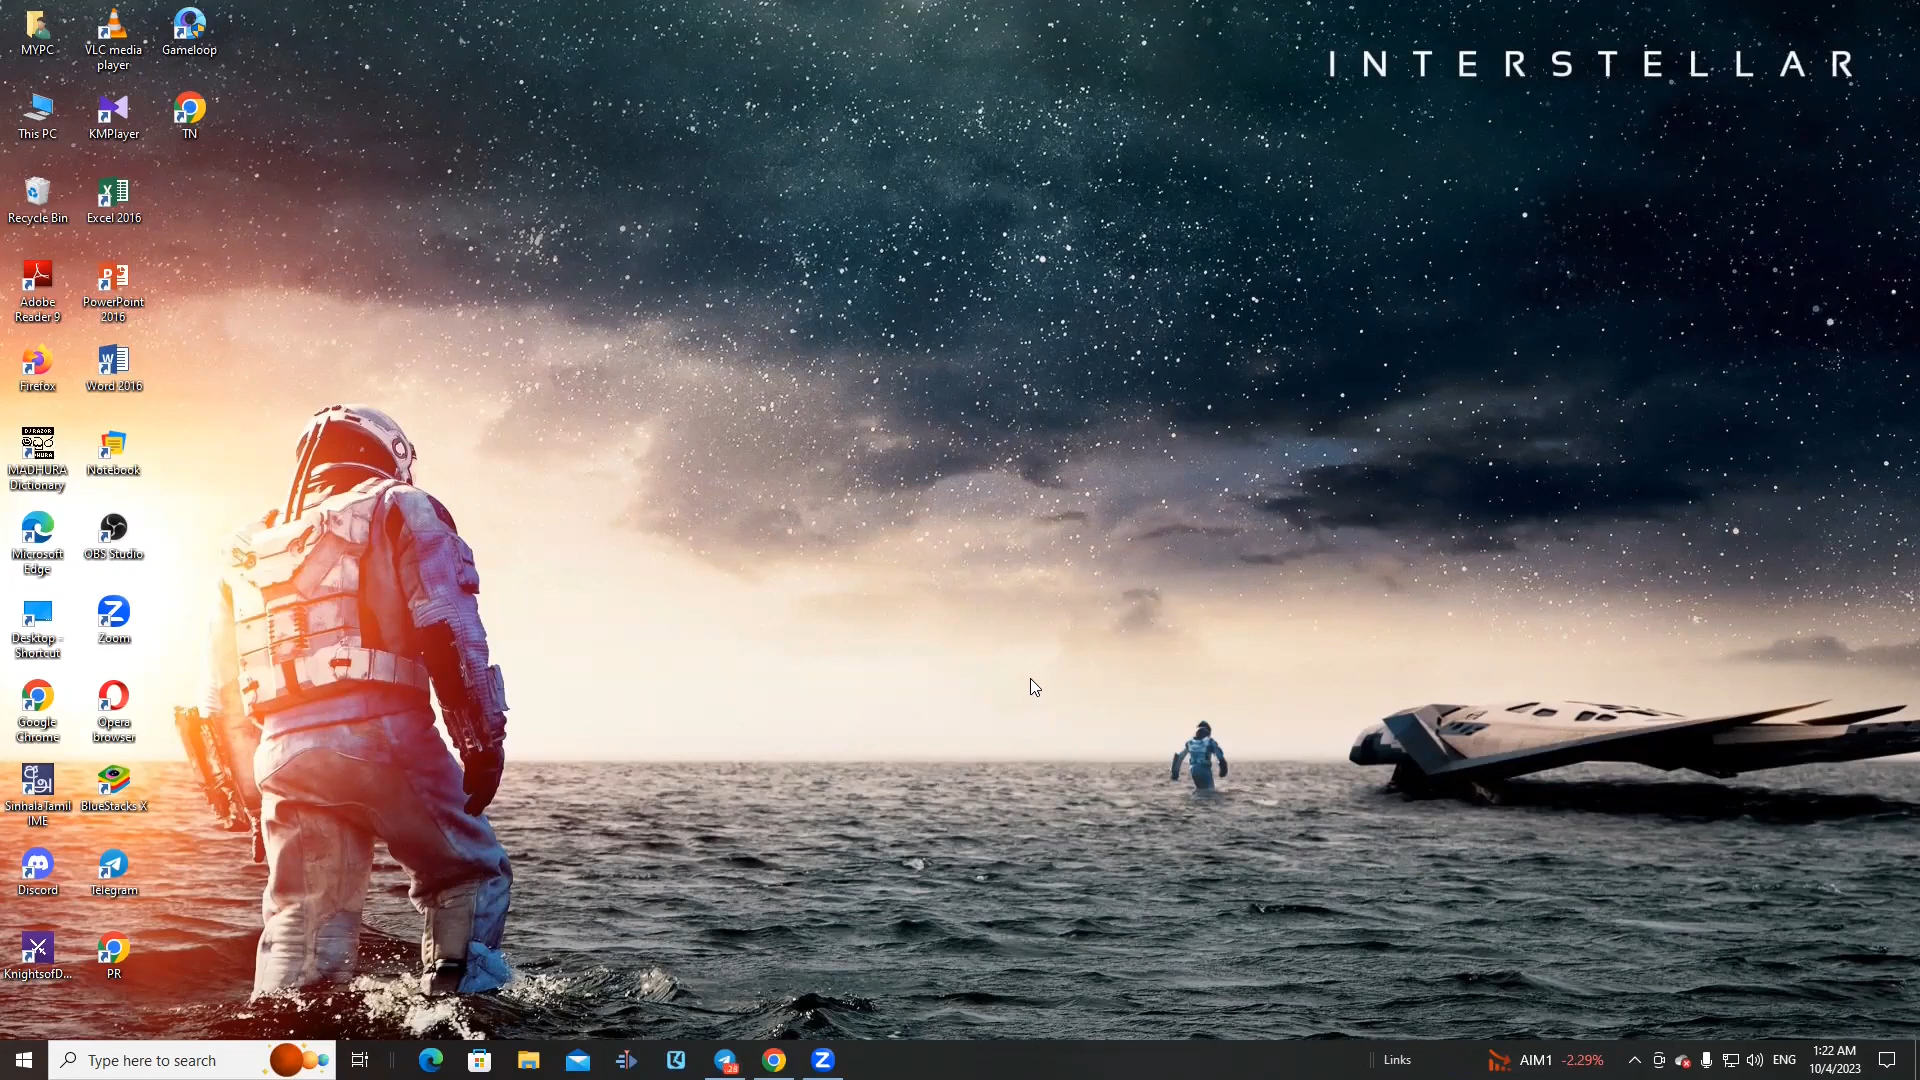 INTERSTELLAR
MYPC
VLC media
player
Gameloop
This PC
KMPlayer
TN
Recycle Bin
Excel 2016
Adobe
Reader 9
PowerPoint
2016
Firefox
Word 2016
MADHURA
Dictionary
Notebook
Microsoft
Edge
OBS Studio
Desktop -
Shortcut
Zoom
Google
Chrome
Opera
browser
SinhalaTamil
IME
BlueStacks X
Discord
Telegram
KnightsofD...
PR
Type here to search
28
Links
AIM1 -2.29%
ENG
1:22 AM
10/4/2023